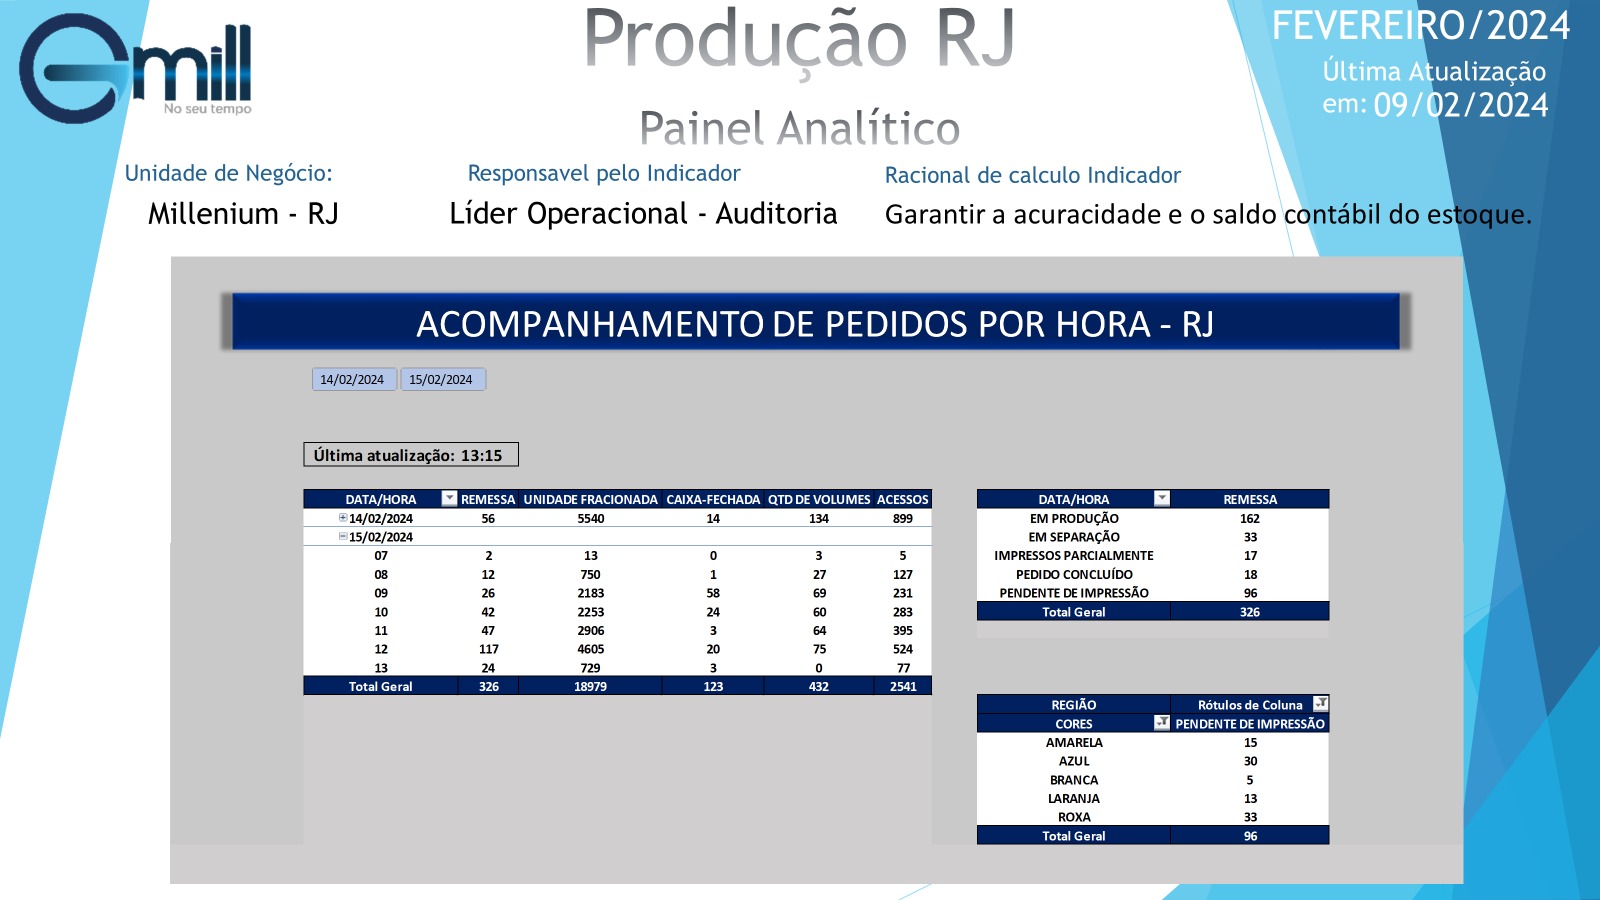 Gmill
No seu tempo
Produção RJ
Painel Analítico
FEVEREIRO/2024
Última Atualização
em: 09/02/2024
Unidade de Negócio:
Millenium - RJ
Responsavel pelo Indicador
Líder Operacional - Auditoria
Racional de calculo Indicador
Garantir a acuracidade e o saldo contábil do estoque.
ACOMPANHAMENTO DE PEDIDOS POR HORA - RJ
14/02/2024 15/02/2024
Última atualização: 13:15
DATA/HORA REMESSA UNIDADE FRACIONADA CAIXA-FECHADA QTD DE VOLUMES ACESSOS
14/02/2024 56 5540 14 134 899
15/02/2024
07 2 13 0 3 5
08 12 750 1 27 127
09 26 2183 58 69 231
10 42 2253 24 60 283
11 47 2906 3 64 395
12 117 4605 20 75 524
13 24 729 3 0 77
Total Geral 326 18979 123 432 2541
DATA/HORA REMESSA
EM PRODUÇÃO 162
EM SEPARAÇÃO 33
IMPRESSOS PARCIALMENTE 17
PEDIDO CONCLUÍDO 18
PENDENTE DE IMPRESSÃO 96
Total Geral 326
REGIÃO Rótulos de Coluna
CORES PENDENTE DE IMPRESSÃO
AMARELA 15
AZUL 30
BRANCA 5
LARANJA 13
ROXA 33
Total Geral 96